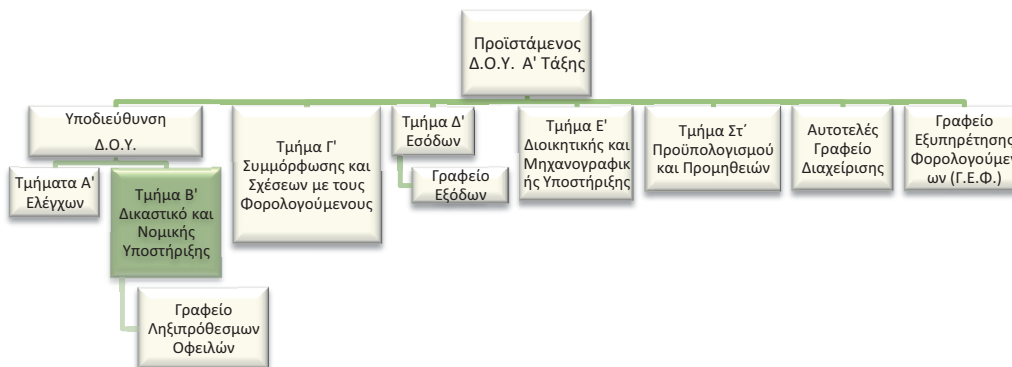 Προϊστάμενος
Δ.Ο.Υ. Α' Τάξης
Υποδιεύθυνση
Δ.Ο.Υ.
Τμήματα Α'
Ελέγχων
Τμήμα Β'
Δικαστικό και
Νομικής
Υποστήριξης
Γραφείο
Ληξιπρόθεσμων
Οφειλών
Τμήμα Γ'
Συμμόρφωσης και
Σχέσεων με τους
Φορολογούμενους
Τμήμα Δ'
Εσόδων
Γραφείο
Εξόδων
Τμήμα Ε'
Διοικητικής και
Μηχανογραφικ
ής Υποστήριξης
Τμήμα Στ΄
Προϋπολογισμού
και Προμηθειών
Αυτοτελές
Γραφείο
Διαχείρισης
Γραφείο
Εξυπηρέτησης
Φορολογούμεν
ων (Γ.Ε.Φ.)